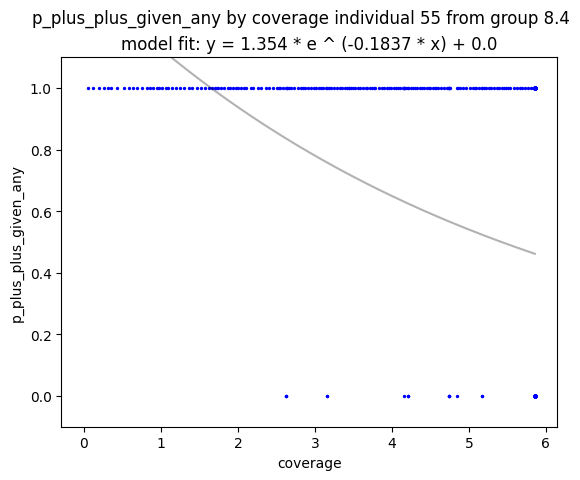 p_plus_plus_given_any by coverage individual 55 from group 8.4
model fit: y = 1.354 * e ^ (-0.1837 * x) + 0.0
1.0
0.8
0.6
0.4
0.2
0.0
p_plus_plus_given_any
0 1 2 3 4 5 6
coverage